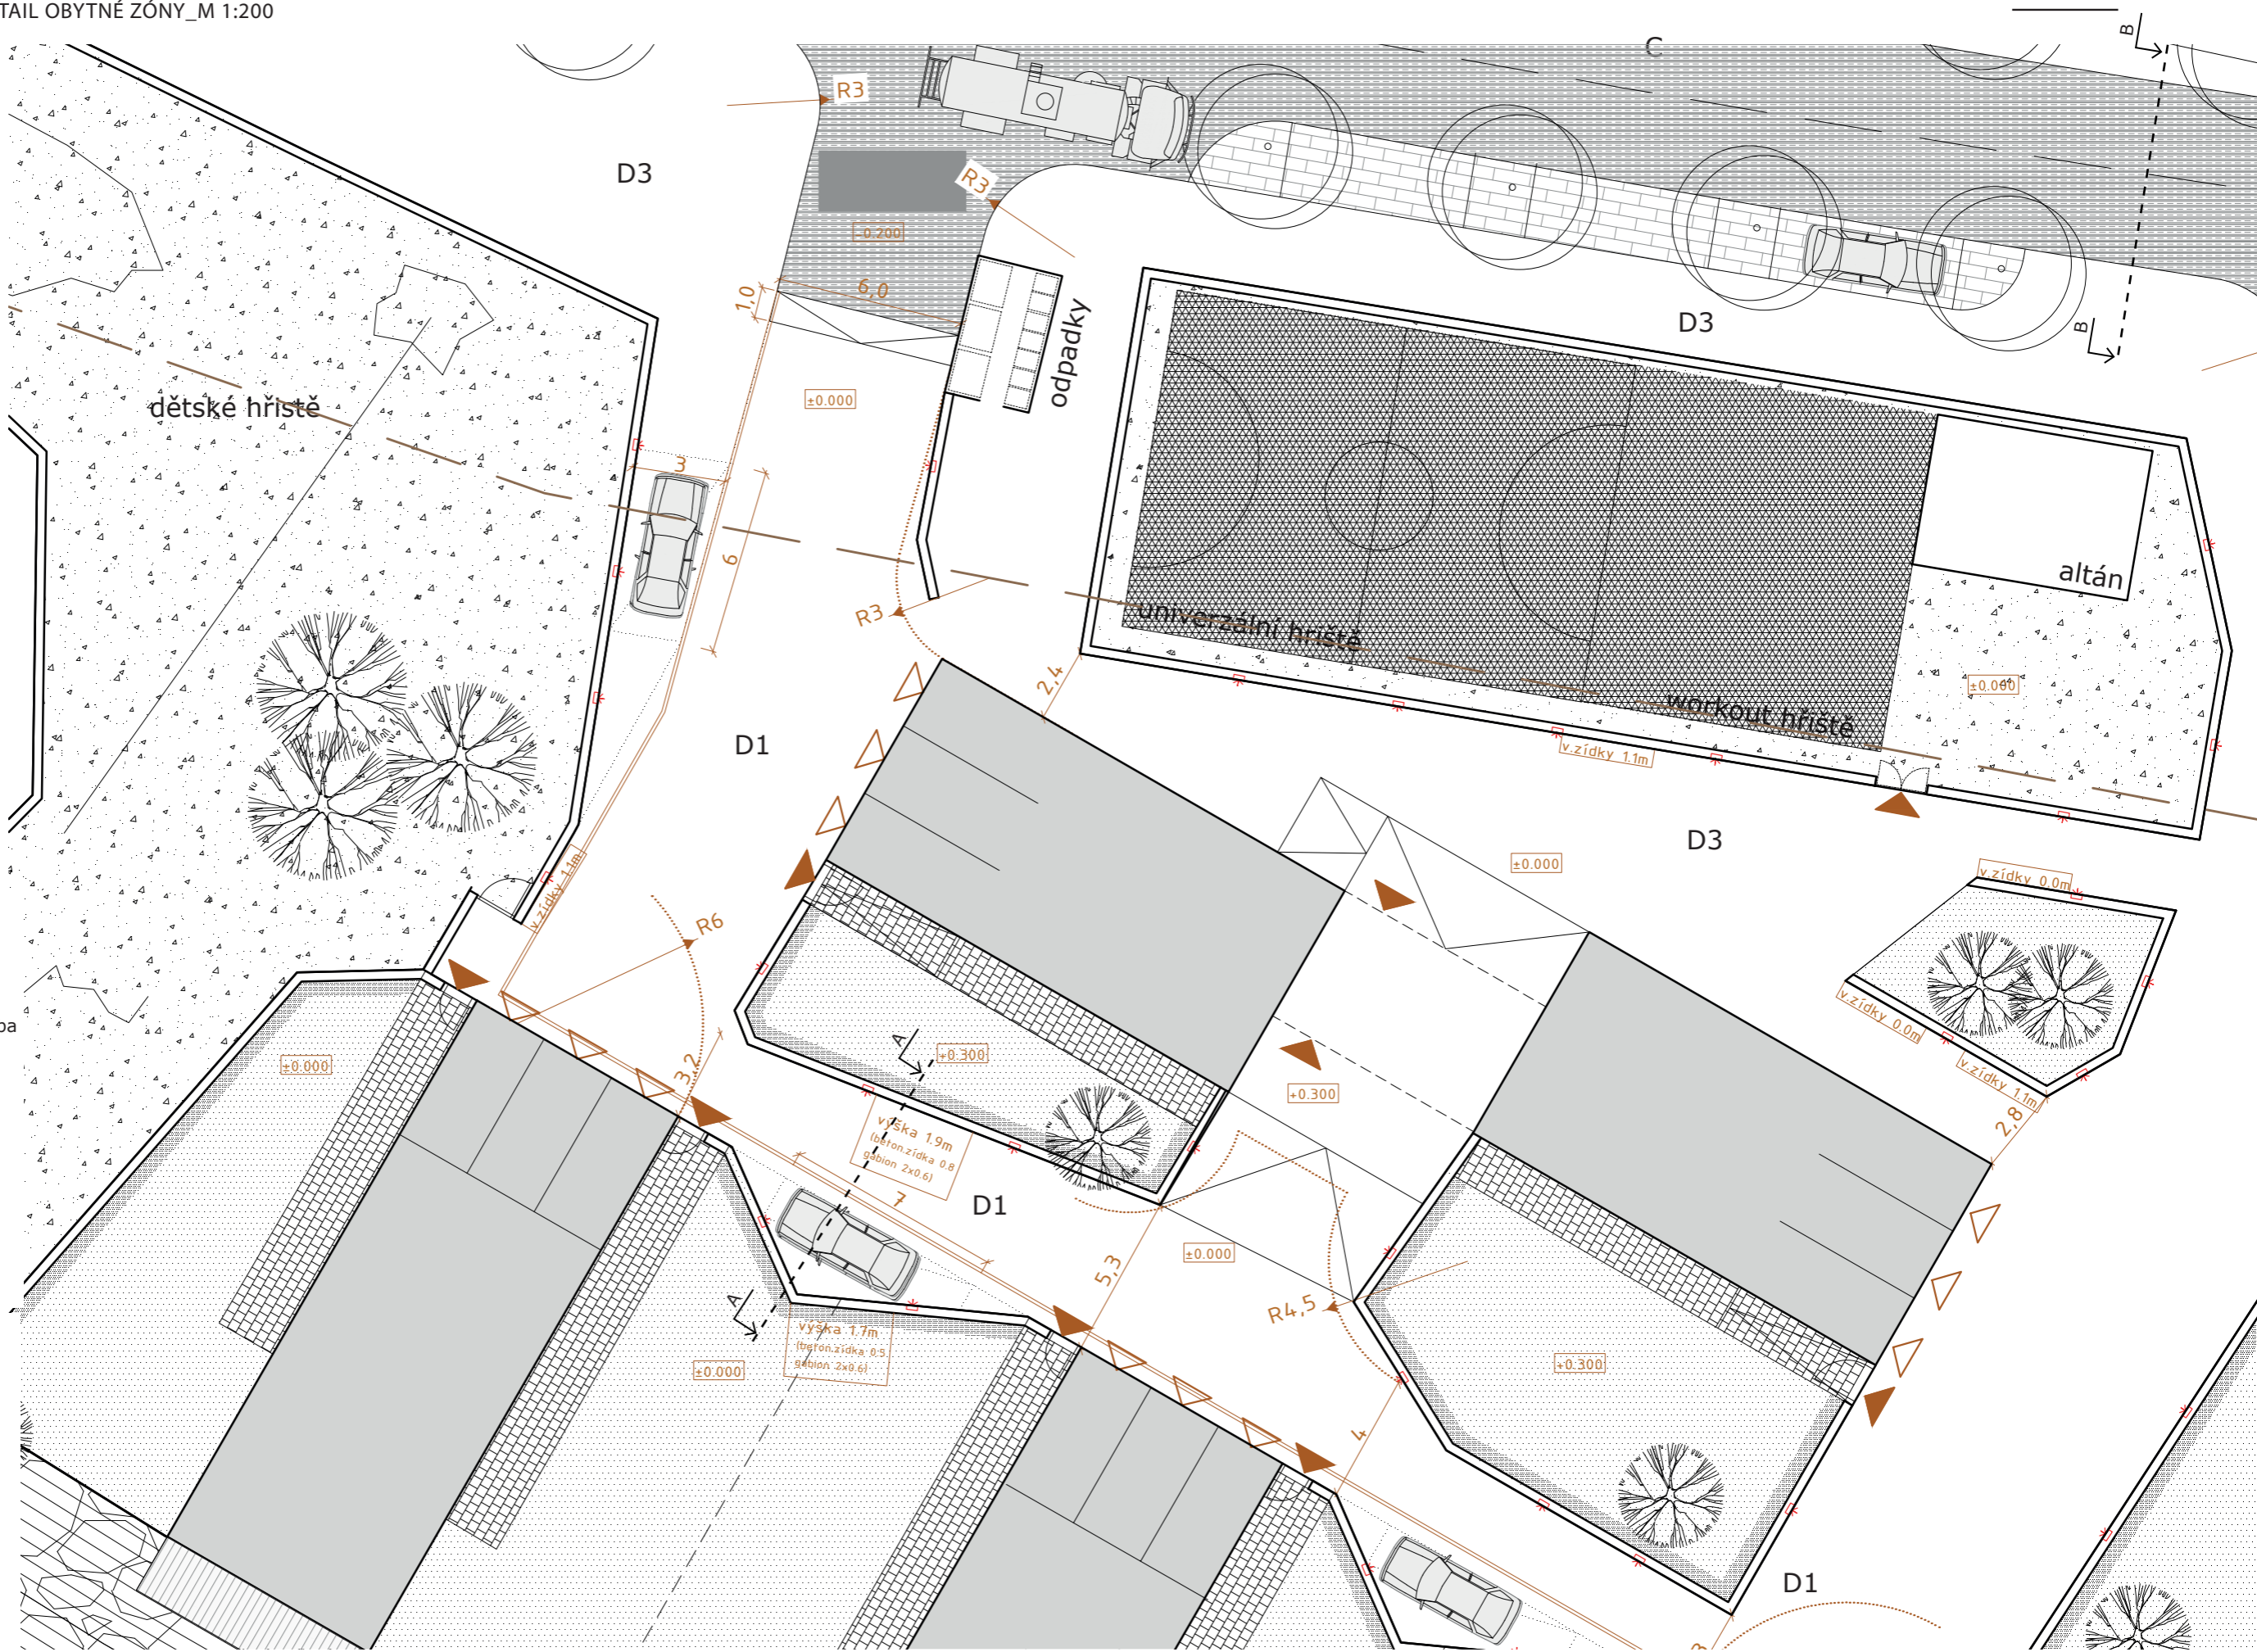 TAIL OBYTNÉ ZÓNY_M 1:200
B
C
R3
D3
R3
-0.200
1,0
6,0
odpadky
D3
B
±0.000
dětské hřiště
3
6
altán
R3
univerzální hřiště
±0.000
2,4
workout hřiště
D1
v.zídky 1.1m
D3
±0.000
v.zídky 1.1m
v.zídky 0,0m
R6
v.zídky 0.0m
v.zídky 1.1m
ba
±0.000
3,2
A
+0.300
+0.300
2,8
výška 1.9m
(beton.zídka 0.8
gabion 2x0.6)
7
D1
±0.000
5,3
R4,5
A
výška 1.7m
(beton.zídka 0.5
gabion 2x0.6)
±0.000
+0.300
4
D1